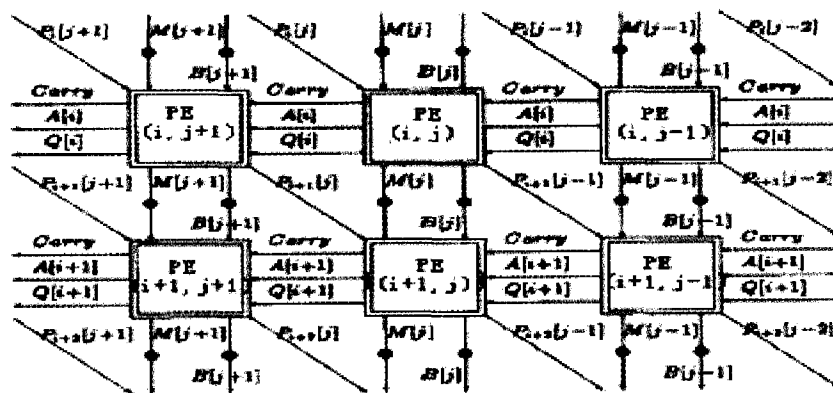 P_i[j+1] M[j+1] P_i[j] M[j] P_i[j-1] M[j-1] P_i[j-2]
B[j+1] B[j] B[j-1]
Carry Carry Carry Carry
A[i] PE A[i] PE A[i] PE A[i]
Q[i] (i, j+1) Q[i] (i, j) Q[i] (i, j-1) Q[i]
P_{i+1}[j+1] M[j+1] P_{i+1}[j] M[j] P_{i+1}[j-1] M[j-1] P_{i+1}[j-2]
B[j+1] B[j] B[j-1]
Carry Carry Carry Carry
A[i+1] PE A[i+1] PE A[i+1] PE A[i+1]
Q[i+1] i+1, j+1 Q[i+1] (i+1, j) Q[i+1] i+1, j-1 Q[i+1]
P_{i+2}[j+1] M[j+1] P_{i+2}[j] M[j] P_{i+2}[j-1] M[j-1] P_{i+2}[j-2]
B[j+1] B[j] B[j-1]